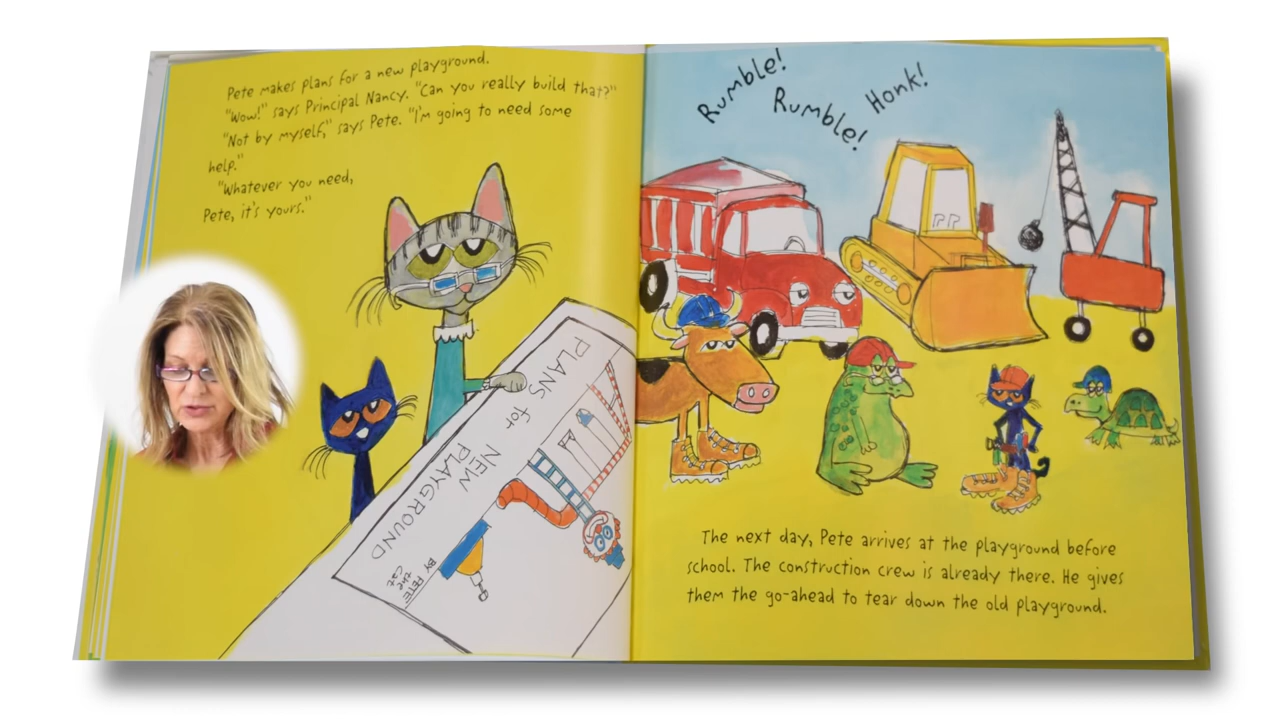 Pete makes plans for a new playground.
"Wow!" says Principal Nancy. "Can you really build that?"
"Not by myself," says Pete. "I'm going to need some
help."
"Whatever you need,
Pete, it's yours."
PLANS for
NEW
PLAYGROUND
BY PETE
the
cat
Rumble!
Rumble!
Honk!
The next day, Pete arrives at the playground before
school. The construction crew is already there. He gives
them the go-ahead to tear down the old playground.